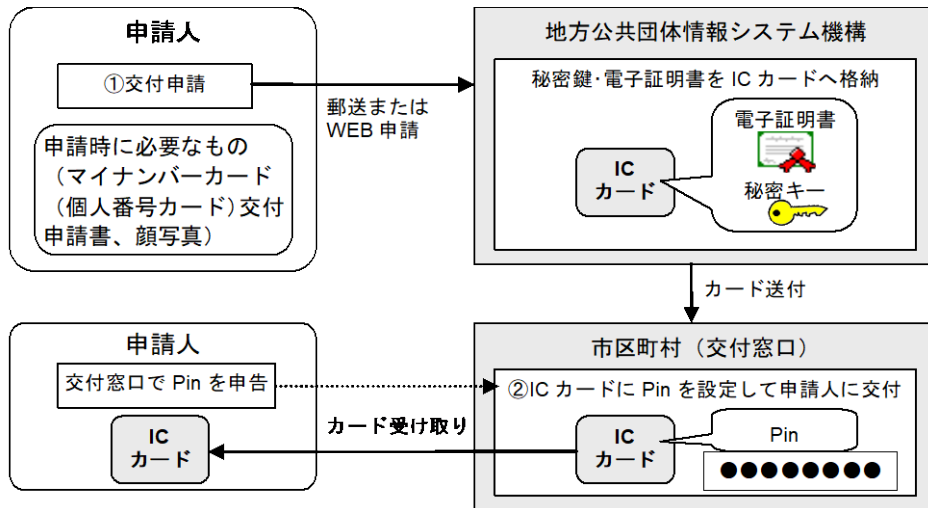 申請人
①交付申請
申請時に必要なもの
（マイナンバーカード
（個人番号カード）交付
申請書、顔写真）
郵送または
WEB 申請
地方公共団体情報システム機構
秘密鍵･電子証明書を IC カードへ格納
電子証明書
IC
カード
秘密キー
カード送付
申請人
交付窓口で Pin を申告
IC
カード
カード受け取り
市区町村（交付窓口）
②IC カードに Pin を設定して申請人に交付
IC
カード
Pin
●●●●●●●●